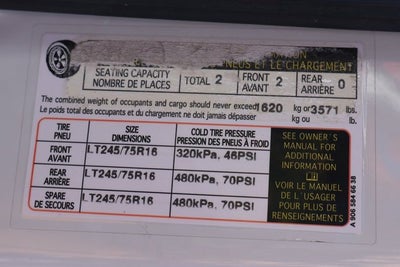 ON
PNEUS ET LE CHARGEMENT
SEATING CAPACITY
NOMBRE DE PLACES
TOTAL 2
FRONT
AVANT 2
REAR
ARRIÈRE 0
The combined weight of occupants and cargo should never exceed 1620 kg or 3571 lbs.
Le poids total des occupants et du chargement ne doit jamais dépasser kg ou lb.
TIRE
PNEU
SIZE
DIMENSIONS
COLD TIRE PRESSURE
PRESSION DES PNEUS À FROID
FRONT
AVANT
LT245/75R16
320kPa, 46PSI
REAR
ARRIÈRE
LT245/75R16
480kPa, 70PSI
SPARE
DE SECOURS
LT245/75R16
480kPa, 70PSI
SEE OWNER'S
MANUAL FOR
ADDITIONAL
INFORMATION
VOIR LE MANUEL
DE L'USAGER
POUR PLUS DE
RENSEIGNEMENTS
A 906 584 66 38